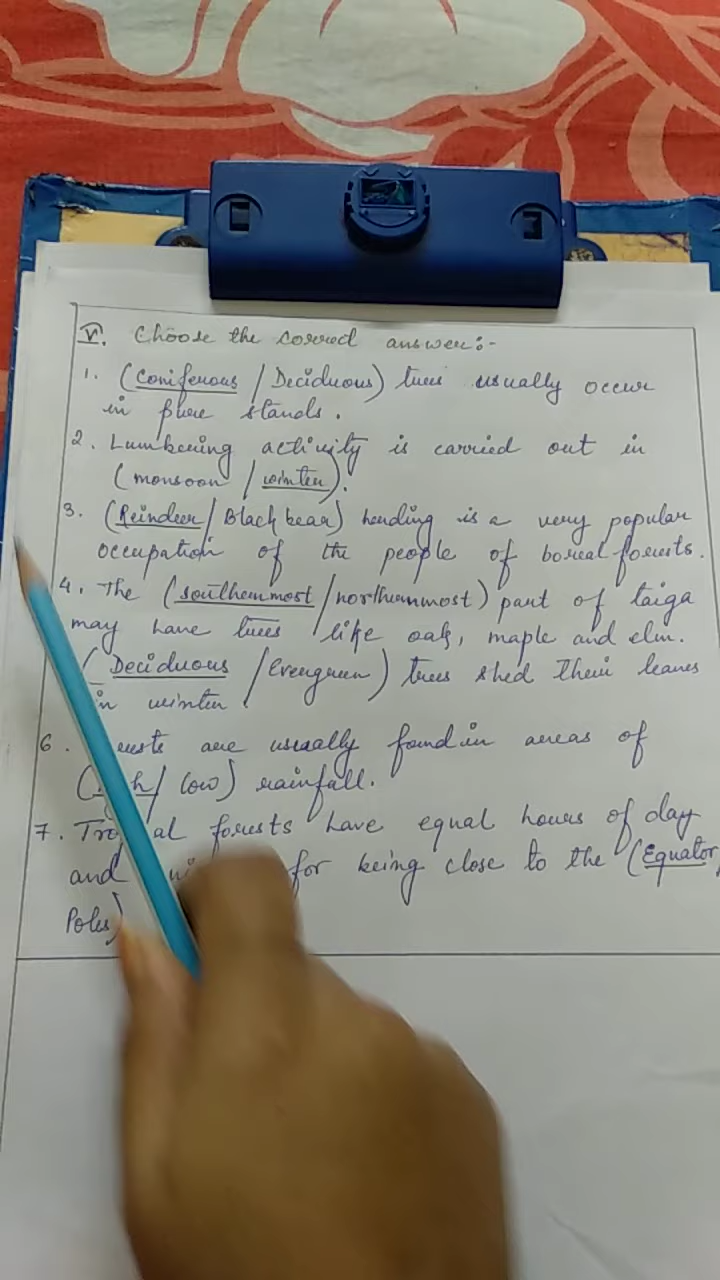 V. Choose the correct answer:-
1. (Coniferous / Deciduous) trees usually occur
in pure stands.
2. Lumbering activity is carried out in
(monsoon / winter).
3. (Reindeer / Black bear) herding is a very popular
occupation of the people of boreal forests.
4. The (southernmost / northernmost) part of taiga
may have trees like oak, maple and elm.
(Deciduous / Evergreen) trees shed their leaves
in winter
6. are usually found in areas of
( / low) rainfall.
7. forests have equal hours of day
and for being close to the (Equator,
Poles)